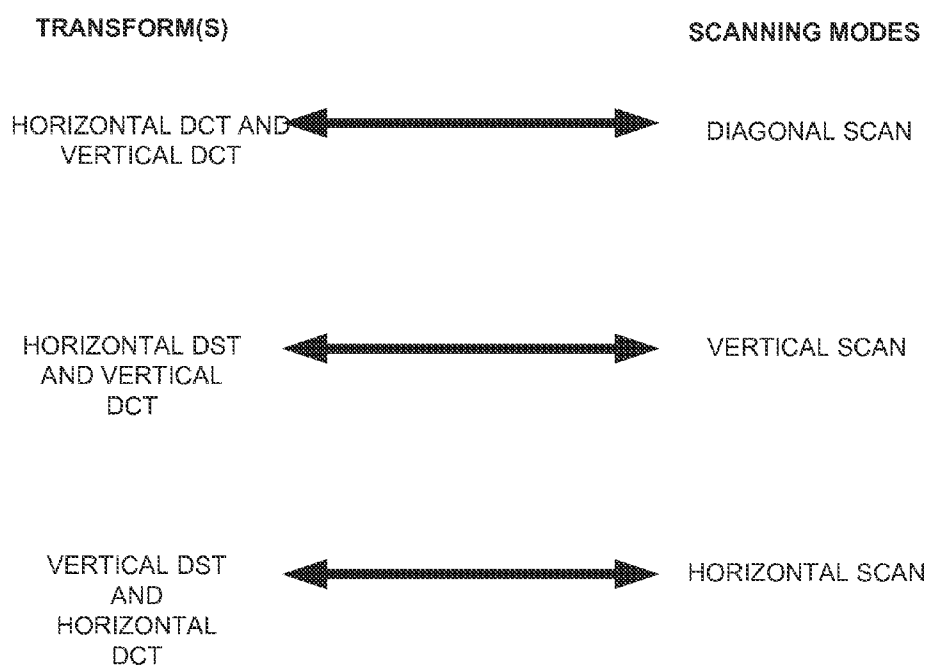 TRANSFORM(S)
SCANNING MODES
HORIZONTAL DCT AND
VERTICAL DCT
DIAGONAL SCAN
HORIZONTAL DST
AND VERTICAL
DCT
VERTICAL SCAN
VERTICAL DST
AND
HORIZONTAL
DCT
HORIZONTAL SCAN